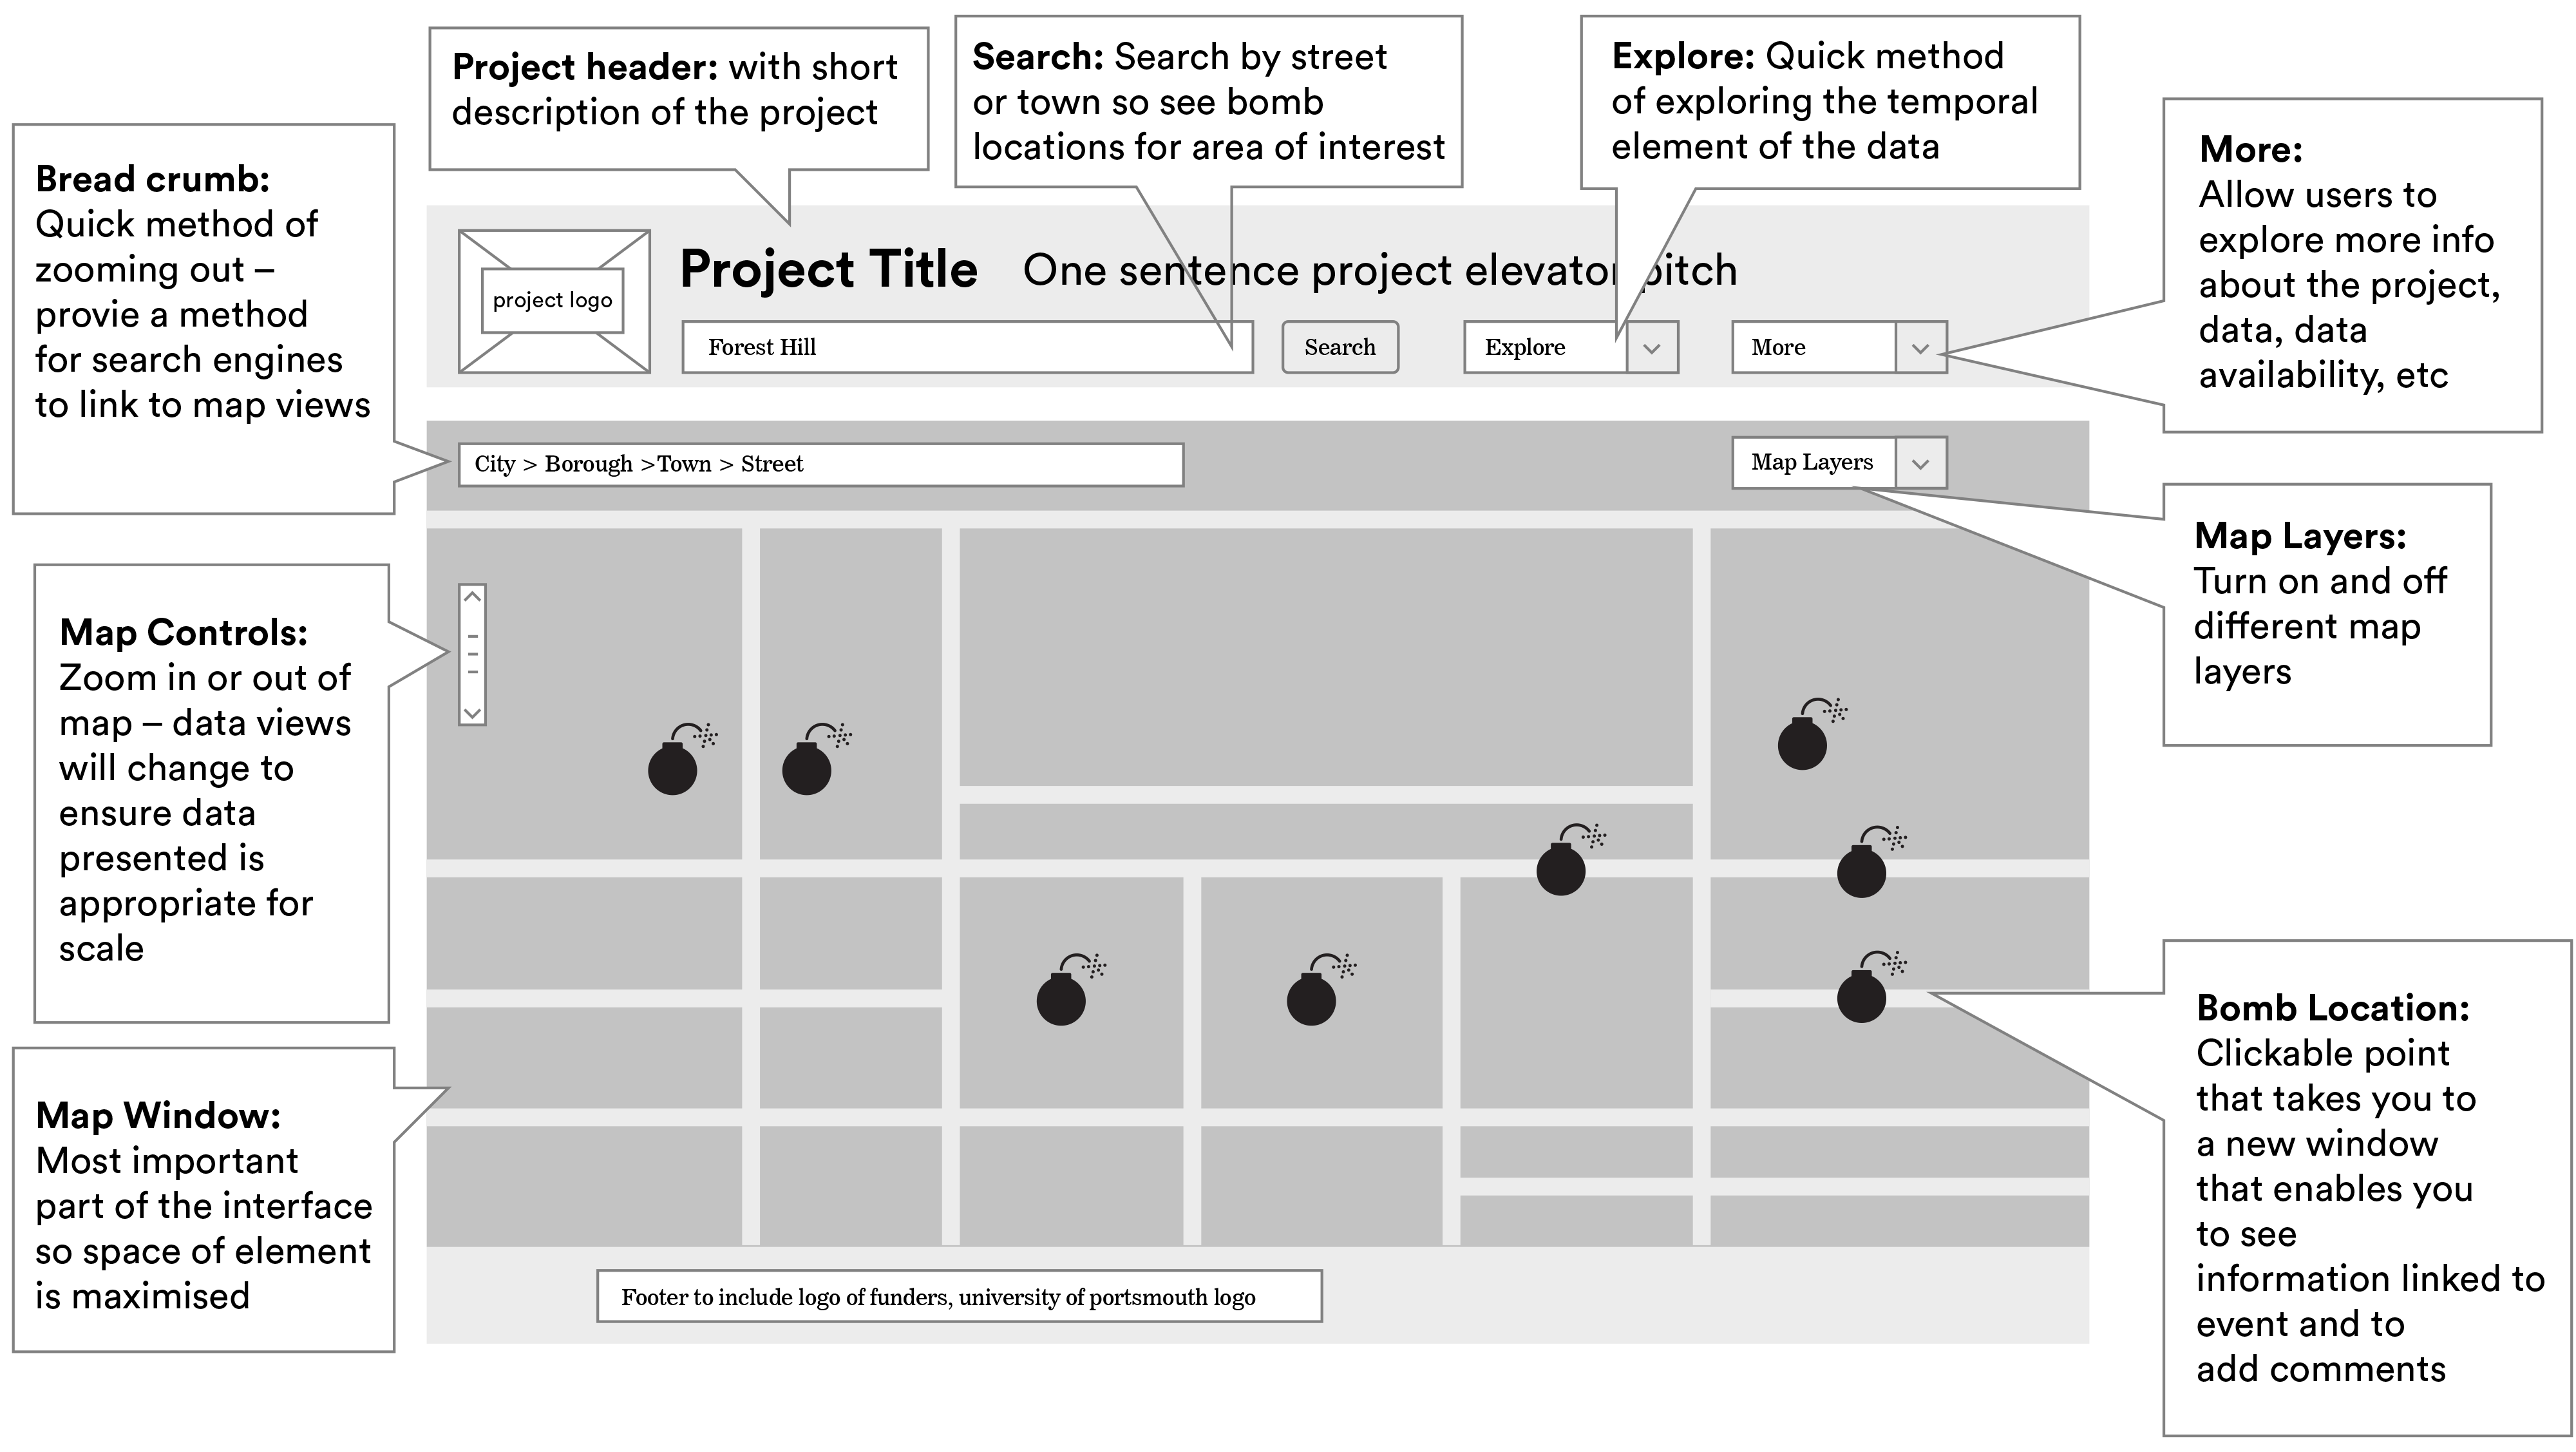 Project header: with short
description of the project
Search: Search by street
or town so see bomb
locations for area of interest
Explore: Quick method
of exploring the temporal
element of the data
More:
Allow users to
explore more info
about the project,
data, data
availability, etc
Bread crumb:
Quick method of
zooming out –
provie a method
for search engines
to link to map views
project logo
Project Title One sentence project elevator pitch
Forest Hill
Search
Explore
More
City > Borough >Town > Street
Map Layers
Map Layers:
Turn on and off
different map
layers
Map Controls:
Zoom in or out of
map – data views
will change to
ensure data
presented is
appropriate for
scale
Bomb Location:
Clickable point
that takes you to
a new window
that enables you
to see
information linked to
event and to
add comments
Map Window:
Most important
part of the interface
so space of element
is maximised
Footer to include logo of funders, university of portsmouth logo